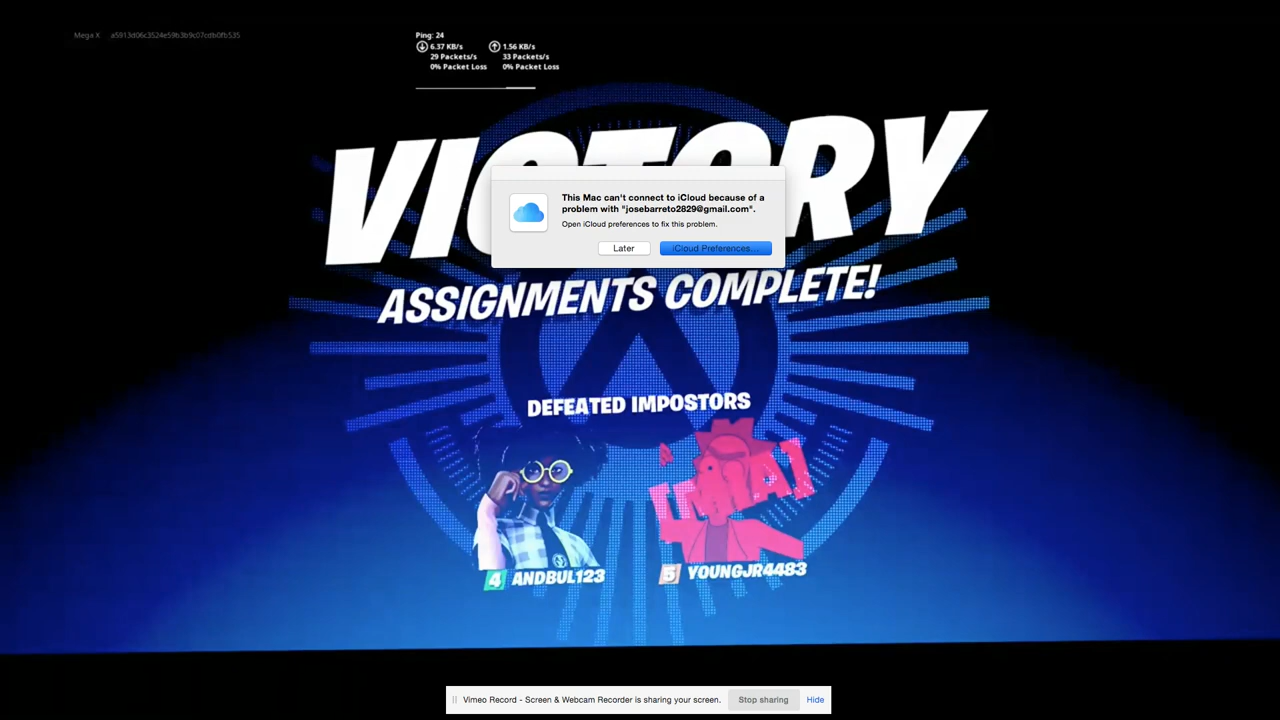 Mega X a5913d06c3524e59b3b9c07cdb0fb535
Ping: 24
6.37 KB/s 1.56 KB/s
29 Packets/s 33 Packets/s
0% Packet Loss 0% Packet Loss
VICTORY
This Mac can't connect to iCloud because of a
problem with "josebarreto2829@gmail.com".
Open iCloud preferences to fix this problem.
Later iCloud Preferences...
ASSIGNMENTS COMPLETE!
DEFEATED IMPOSTORS
4 ANDBUL123 5 YOUNGJR4483
Vimeo Record - Screen & Webcam Recorder is sharing your screen. Stop sharing Hide